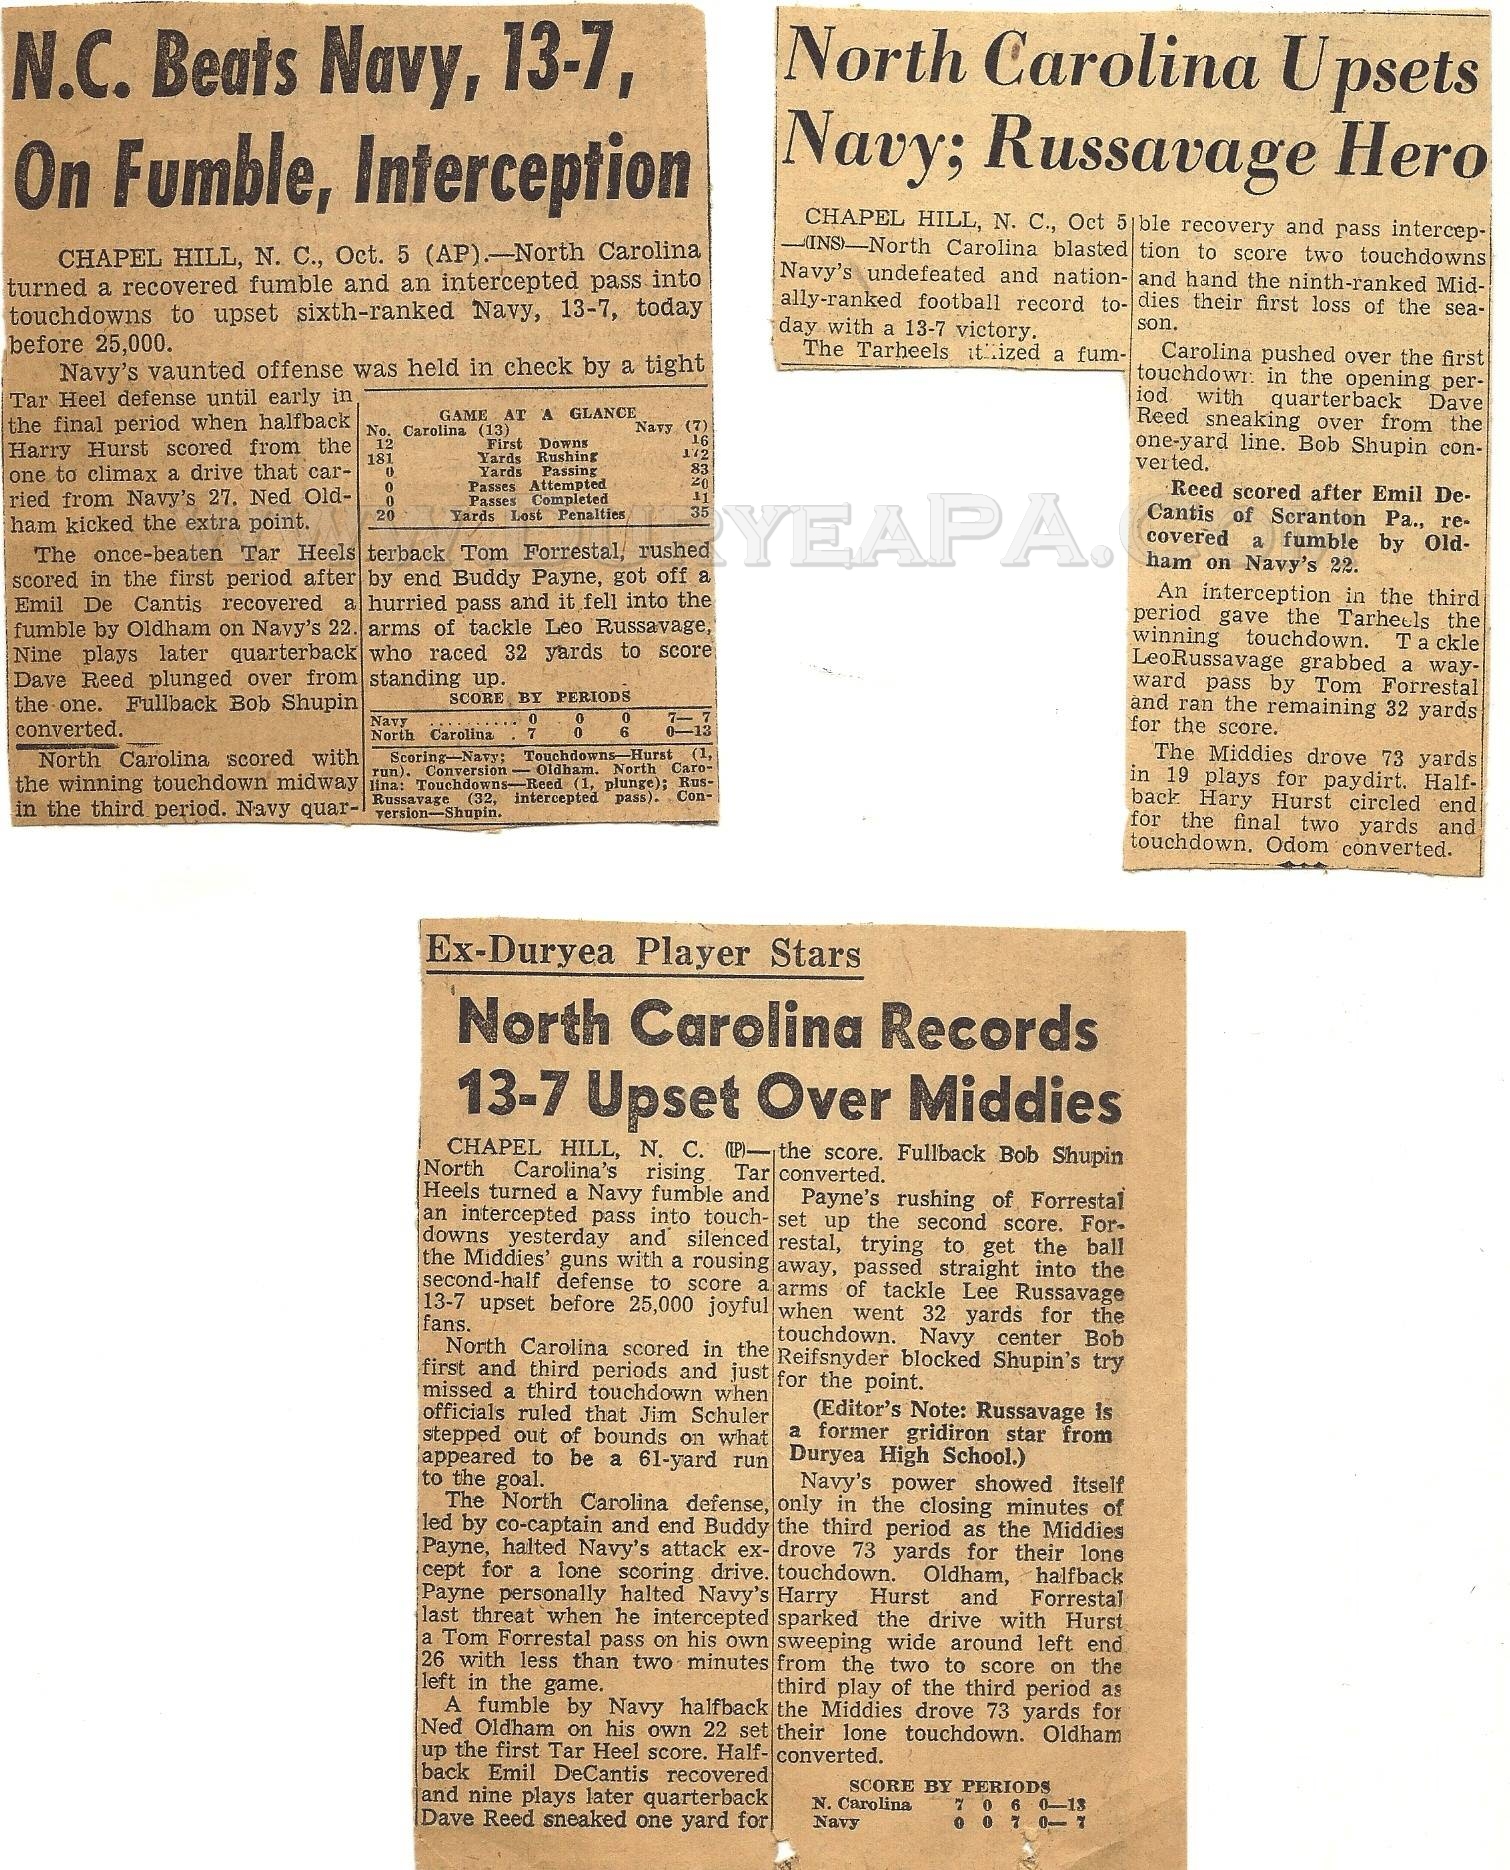 N.C. Beats Navy, 13-7,
On Fumble, Interception
CHAPEL HILL, N. C., Oct. 5 (AP).—North Carolina
turned a recovered fumble and an intercepted pass into
touchdowns to upset sixth-ranked Navy, 13-7, today
before 25,000.
Navy's vaunted offense was held in check by a tight
Tar Heel defense until early in
the final period when halfback
Harry Hurst scored from the
one to climax a drive that car-
ried from Navy's 27. Ned Old-
ham kicked the extra point.
The once-beaten Tar Heels
scored in the first period after
Emil De Cantis recovered a
fumble by Oldham on Navy's 22.
Nine plays later quarterback
Dave Reed plunged over from
the one. Fullback Bob Shupin
converted.
North Carolina scored with
the winning touchdown midway
in the third period. Navy quar-
GAME AT A GLANCE
No. Carolina (13) Navy (7)
12 First Downs 16
181 Yards Rushing 172
0 Yards Passing 83
0 Passes Attempted 20
0 Passes Completed 11
20 Yards Lost Penalties 35
terback Tom Forrestal, rushed
by end Buddy Payne, got off a
hurried pass and it fell into the
arms of tackle Leo Russavage,
who raced 32 yards to score
standing up.
SCORE BY PERIODS
Navy .......... 0 0 0 7— 7
North Carolina . 7 0 6 0—13
Scoring—Navy; Touchdowns—Hurst (1,
run). Conversion — Oldham. North Caro-
lina: Touchdowns—Reed (1, plunge); Rus-
Russavage (32, intercepted pass). Con-
version—Shupin.
North Carolina Upsets
Navy; Russavage Hero
CHAPEL HILL, N. C., Oct 5
—(INS)—North Carolina blasted
Navy's undefeated and nation-
ally-ranked football record to-
day with a 13-7 victory.
The Tarheels utilized a fum-
ble recovery and pass intercep-
tion to score two touchdowns
and hand the ninth-ranked Mid-
dies their first loss of the sea-
son.
Carolina pushed over the first
touchdown in the opening per-
iod with quarterback Dave
Reed sneaking over from the
one-yard line. Bob Shupin con-
verted.
Reed scored after Emil De-
Cantis of Scranton Pa., re-
covered a fumble by Old-
ham on Navy's 22.
An interception in the third
period gave the Tarheels the
winning touchdown. Tackle
LeoRussavage grabbed a way-
ward pass by Tom Forrestal
and ran the remaining 32 yards
for the score.
The Middies drove 73 yards
in 19 plays for paydirt. Half-
back Hary Hurst circled end
for the final two yards and
touchdown. Odom converted.
WWW.DURYEAPA.COM
Ex-Duryea Player Stars
North Carolina Records
13-7 Upset Over Middies
CHAPEL HILL, N. C. (UP)—
North Carolina's rising Tar
Heels turned a Navy fumble and
an intercepted pass into touch-
downs yesterday and silenced
the Middies' guns with a rousing
second-half defense to score a
13-7 upset before 25,000 joyful
fans.
North Carolina scored in the
first and third periods and just
missed a third touchdown when
officials ruled that Jim Schuler
stepped out of bounds on what
appeared to be a 61-yard run
to the goal.
The North Carolina defense,
led by co-captain and end Buddy
Payne, halted Navy's attack ex-
cept for a lone scoring drive.
Payne personally halted Navy's
last threat when he intercepted
a Tom Forrestal pass on his own
26 with less than two minutes
left in the game.
A fumble by Navy halfback
Ned Oldham on his own 22 set
up the first Tar Heel score. Half-
back Emil DeCantis recovered
and nine plays later quarterback
Dave Reed sneaked one yard for
the score. Fullback Bob Shupin
converted.
Payne's rushing of Forrestal
set up the second score. For-
restal, trying to get the ball
away, passed straight into the
arms of tackle Lee Russavage
when went 32 yards for the
touchdown. Navy center Bob
Reifsnyder blocked Shupin's try
for the point.
(Editor's Note: Russavage is
a former gridiron star from
Duryea High School.)
Navy's power showed itself
only in the closing minutes of
the third period as the Middies
drove 73 yards for their lone
touchdown. Oldham, halfback
Harry Hurst and Forrestal
sparked the drive with Hurst
sweeping wide around left end
from the two to score on the
third play of the third period as
the Middies drove 73 yards for
their lone touchdown. Oldham
converted.
SCORE BY PERIODS
N. Carolina 7 0 6 0—13
Navy 0 0 7 0— 7